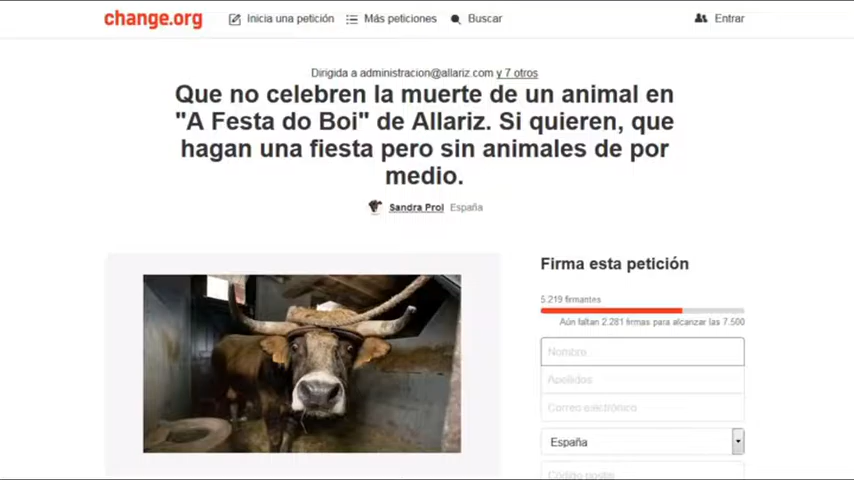 change.org
Inicia una petición
Más peticiones
Buscar
Entrar
Dirigida a administracion@allariz.com y 7 otros
Que no celebren la muerte de un animal en
"A Festa do Boi" de Allariz. Si quieren, que
hagan una fiesta pero sin animales de por
medio.
Sandra Prol España
Firma esta petición
5.219 firmantes
Aún faltan 2.281 firmas para alcanzar las 7.500
Nombre
Apellidos
Correo electrónico
España
Código postal